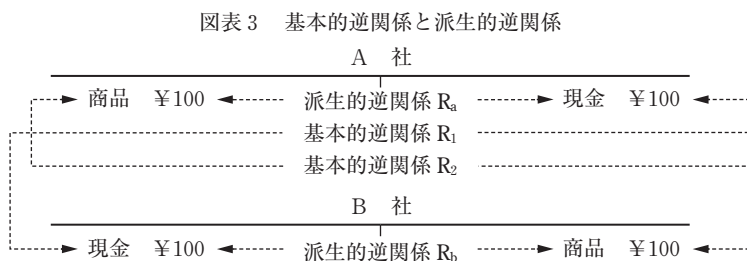 図表3 基本的逆関係と派生的逆関係
A 社
商品 ¥100 派生的逆関係 Ra 現金 ¥100
基本的逆関係 R1
基本的逆関係 R2
B 社
現金 ¥100 派生的逆関係 Rb 商品 ¥100